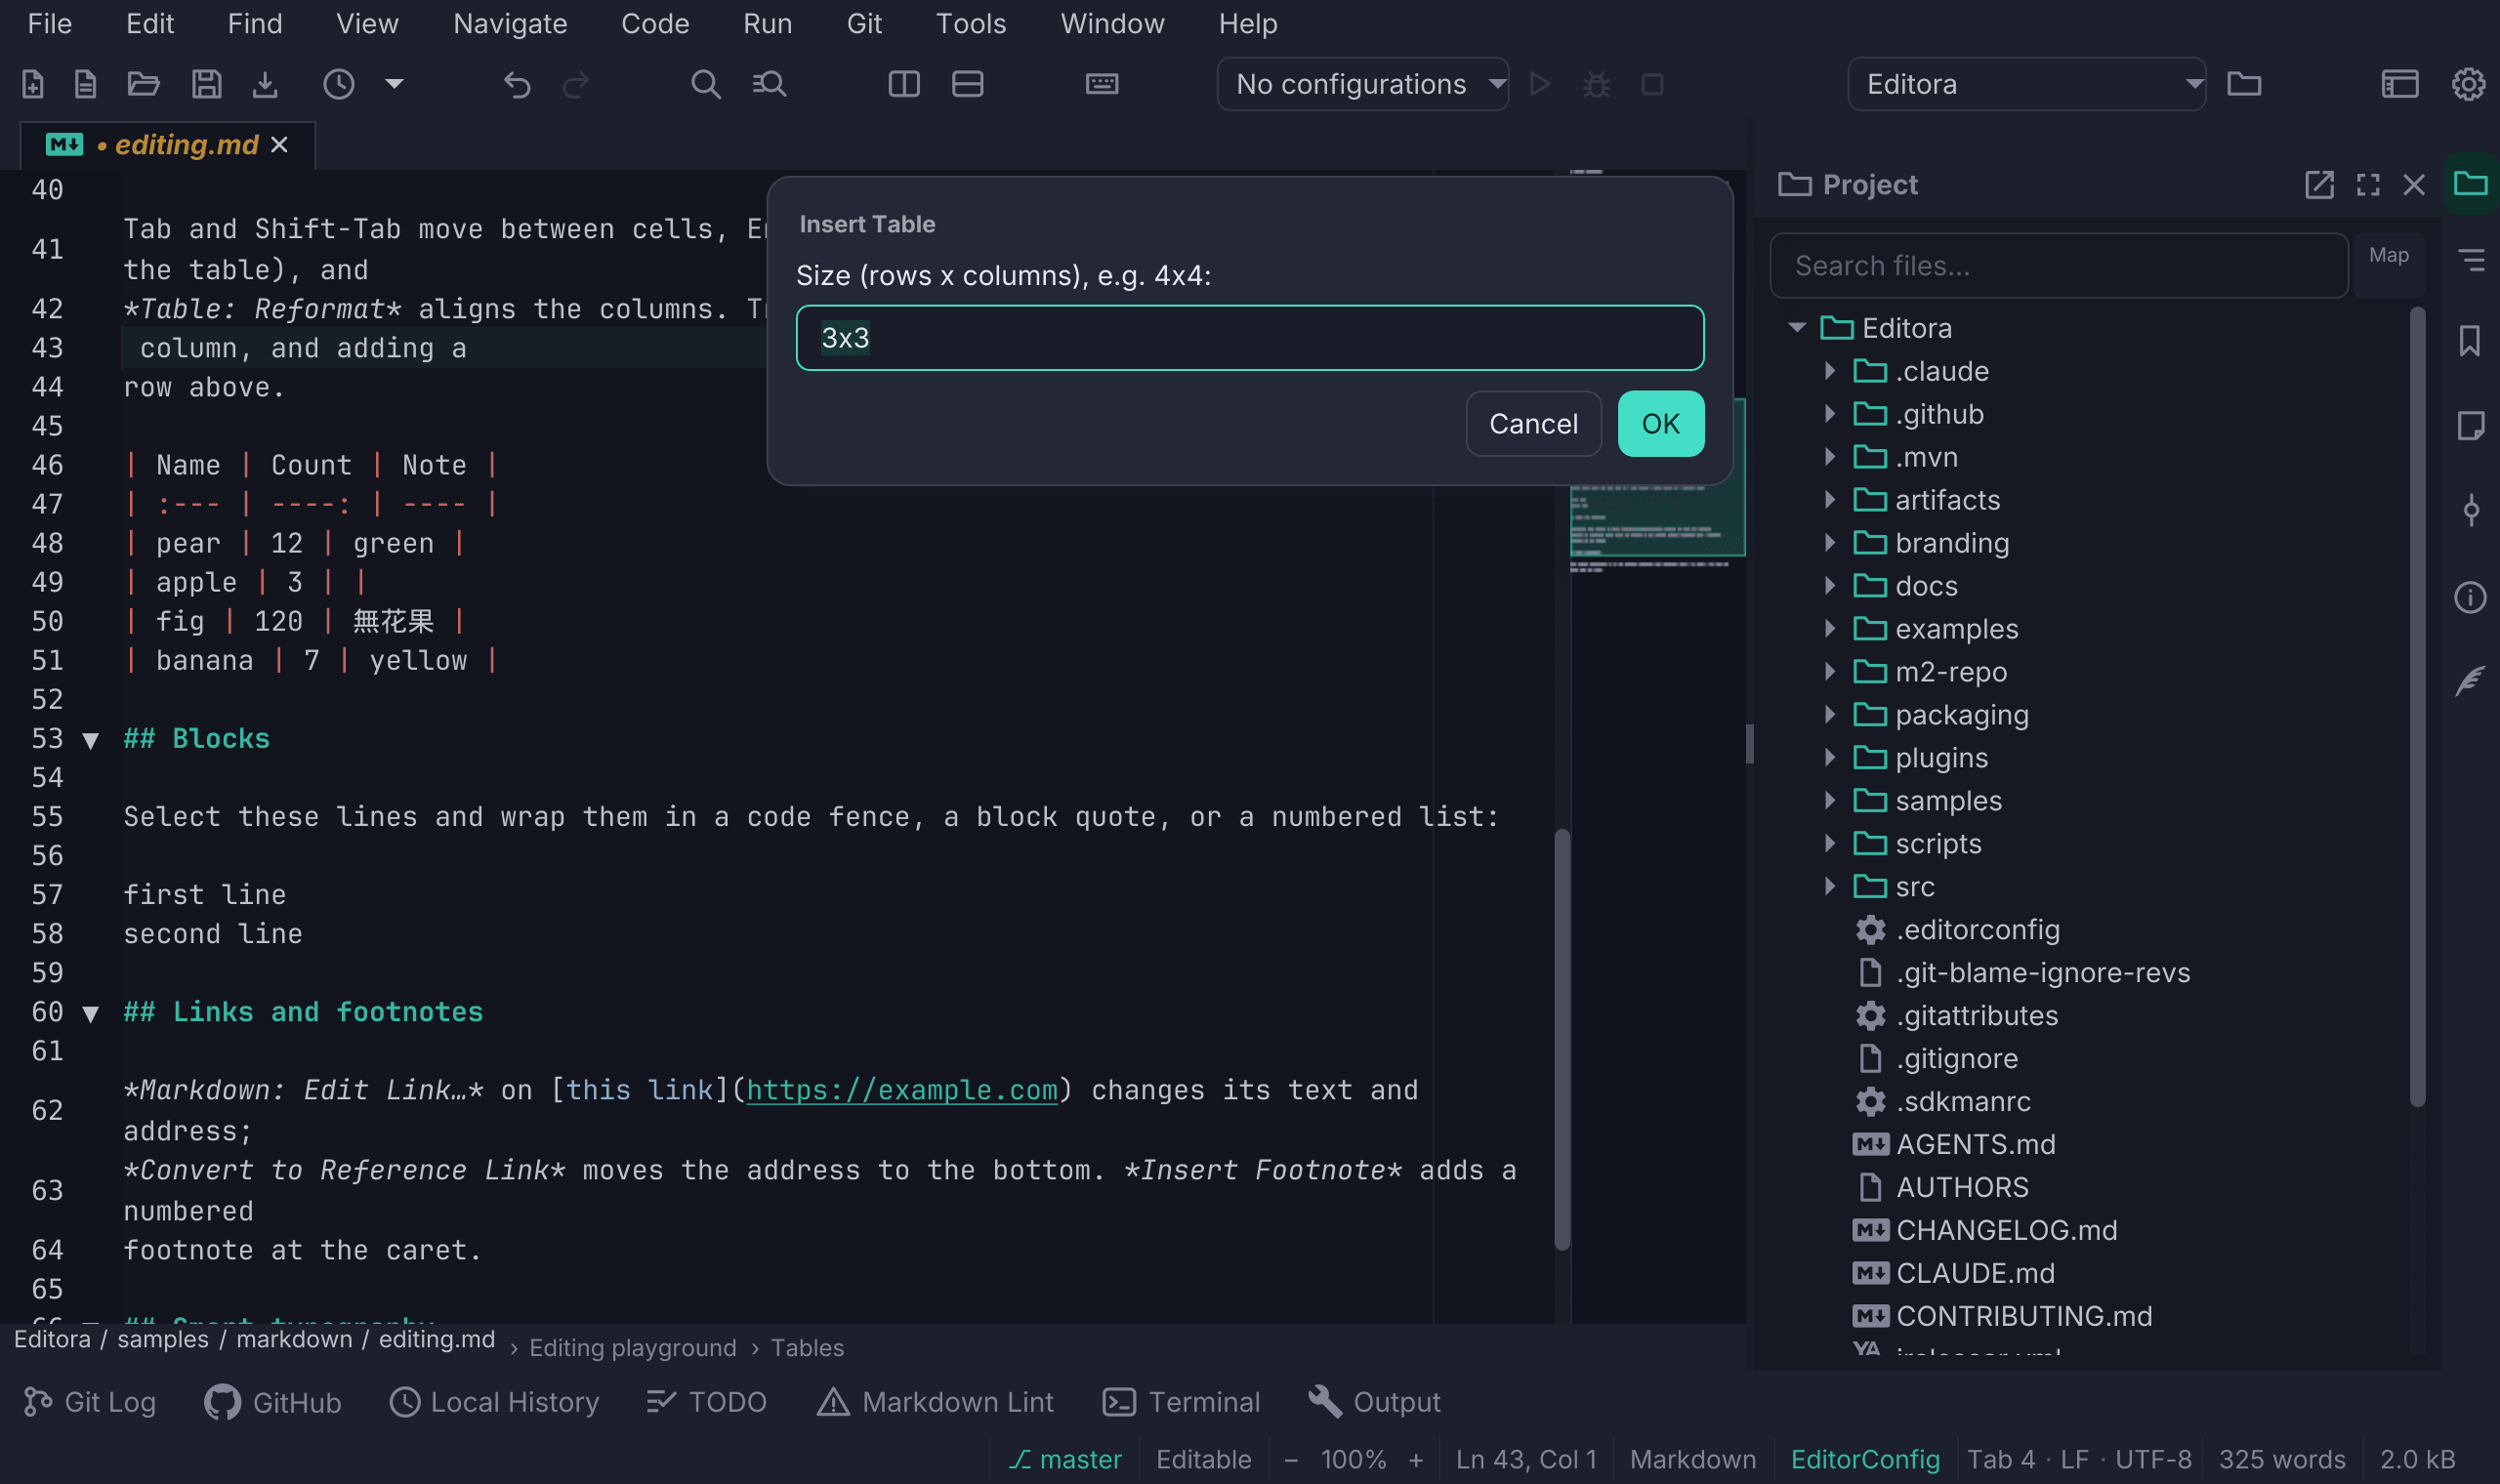 File Edit Find View Navigate Code Run Git Tools Window Help
No configurations
Editora
M↓ • editing.md
Project
Search files...
Map
Insert Table
Size (rows x columns), e.g. 4x4:
3x3
Cancel
OK
40
41 Tab and Shift-Tab move between cells,
the table), and
42 *Table: Reformat* aligns the columns.
43 column, and adding a
44 row above.
45
46 | Name | Count | Note |
47 | :--- | ----: | ---- |
48 | pear | 12 | green |
49 | apple | 3 | |
50 | fig | 120 | 無花果 |
51 | banana | 7 | yellow |
52
53 ## Blocks
54
55 Select these lines and wrap them in a code fence, a block quote, or a numbered list:
56
57 first line
58 second line
59
60 ## Links and footnotes
61
62 *Markdown: Edit Link…* on [this link](https://example.com) changes its text and
address;
63 *Convert to Reference Link* moves the address to the bottom. *Insert Footnote* adds a
numbered
64 footnote at the caret.
65
Editora
.claude
.github
.mvn
artifacts
branding
docs
examples
m2-repo
packaging
plugins
samples
scripts
src
.editorconfig
.git-blame-ignore-revs
.gitattributes
.gitignore
.sdkmanrc
M↓ AGENTS.md
AUTHORS
M↓ CHANGELOG.md
M↓ CLAUDE.md
M↓ CONTRIBUTING.md
Editora / samples / markdown / editing.md › Editing playground › Tables
Git Log GitHub Local History TODO Markdown Lint Terminal Output
master Editable − 100% + Ln 43, Col 1 Markdown EditorConfig Tab 4 · LF · UTF-8 325 words 2.0 kB